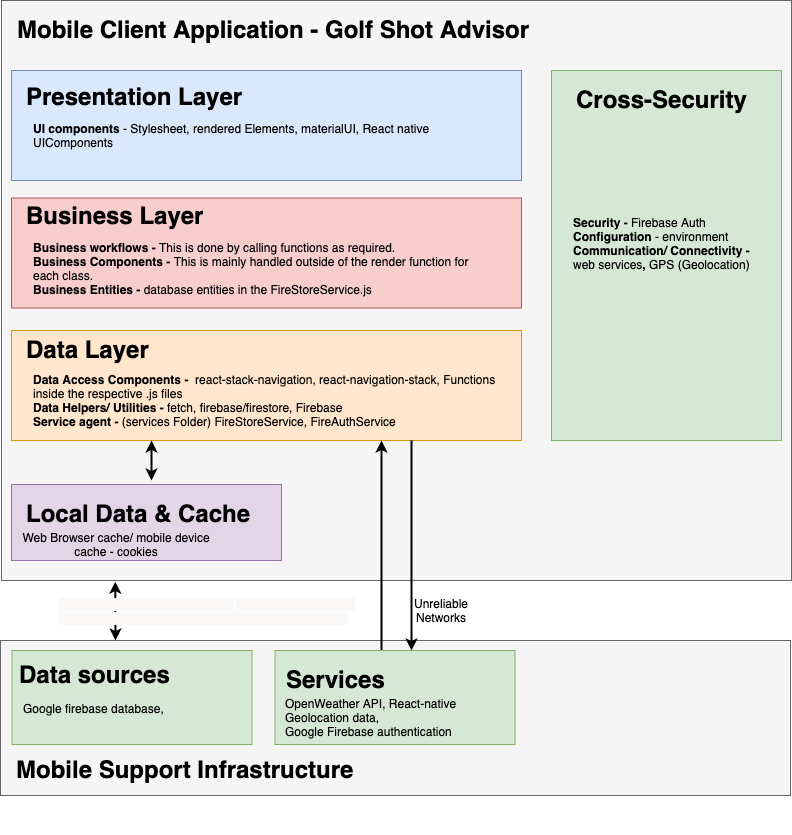 Mobile Client Application - Golf Shot Advisor
Presentation Layer
UI components - Stylesheet, rendered Elements, materialUI, React native
UIComponents
Cross-Security
Security - Firebase Auth
Configuration - environment
Communication/ Connectivity -
web services, GPS (Geolocation)
Business Layer
Business workflows - This is done by calling functions as required.
Business Components - This is mainly handled outside of the render function for
each class.
Business Entities - database entities in the FireStoreService.js
Data Layer
Data Access Components - react-stack-navigation, react-navigation-stack, Functions
inside the respective .js files
Data Helpers/ Utilities - fetch, firebase/firestore, Firebase
Service agent - (services Folder) FireStoreService, FireAuthService
Local Data & Cache
Web Browser cache/ mobile device
cache - cookies
Unreliable
Networks
Data sources
Google firebase database,
Services
OpenWeather API, React-native
Geolocation data,
Google Firebase authentication
Mobile Support Infrastructure